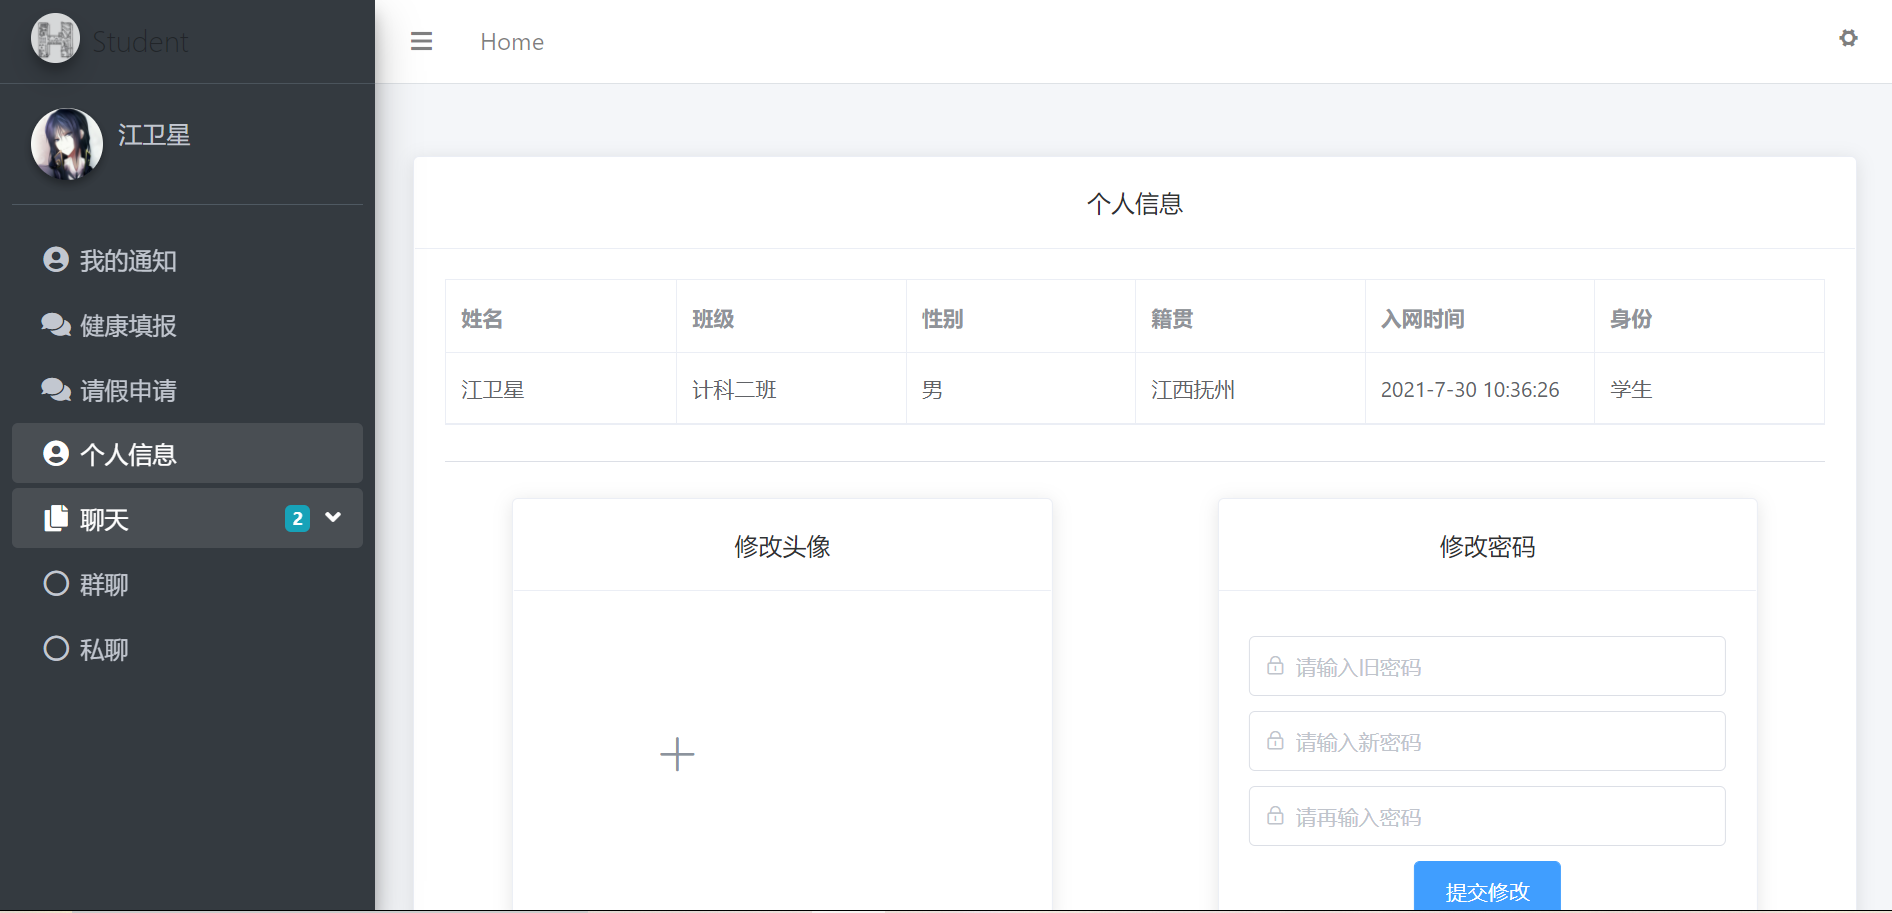 Student
Home
江卫星
我的通知
健康填报
请假申请
个人信息
聊天 2
群聊
私聊
个人信息
姓名 班级 性别 籍贯 入网时间 身份
江卫星 计科二班 男 江西抚州 2021-7-30 10:36:26 学生
修改头像
修改密码
请输入旧密码
请输入新密码
请再输入密码
提交修改